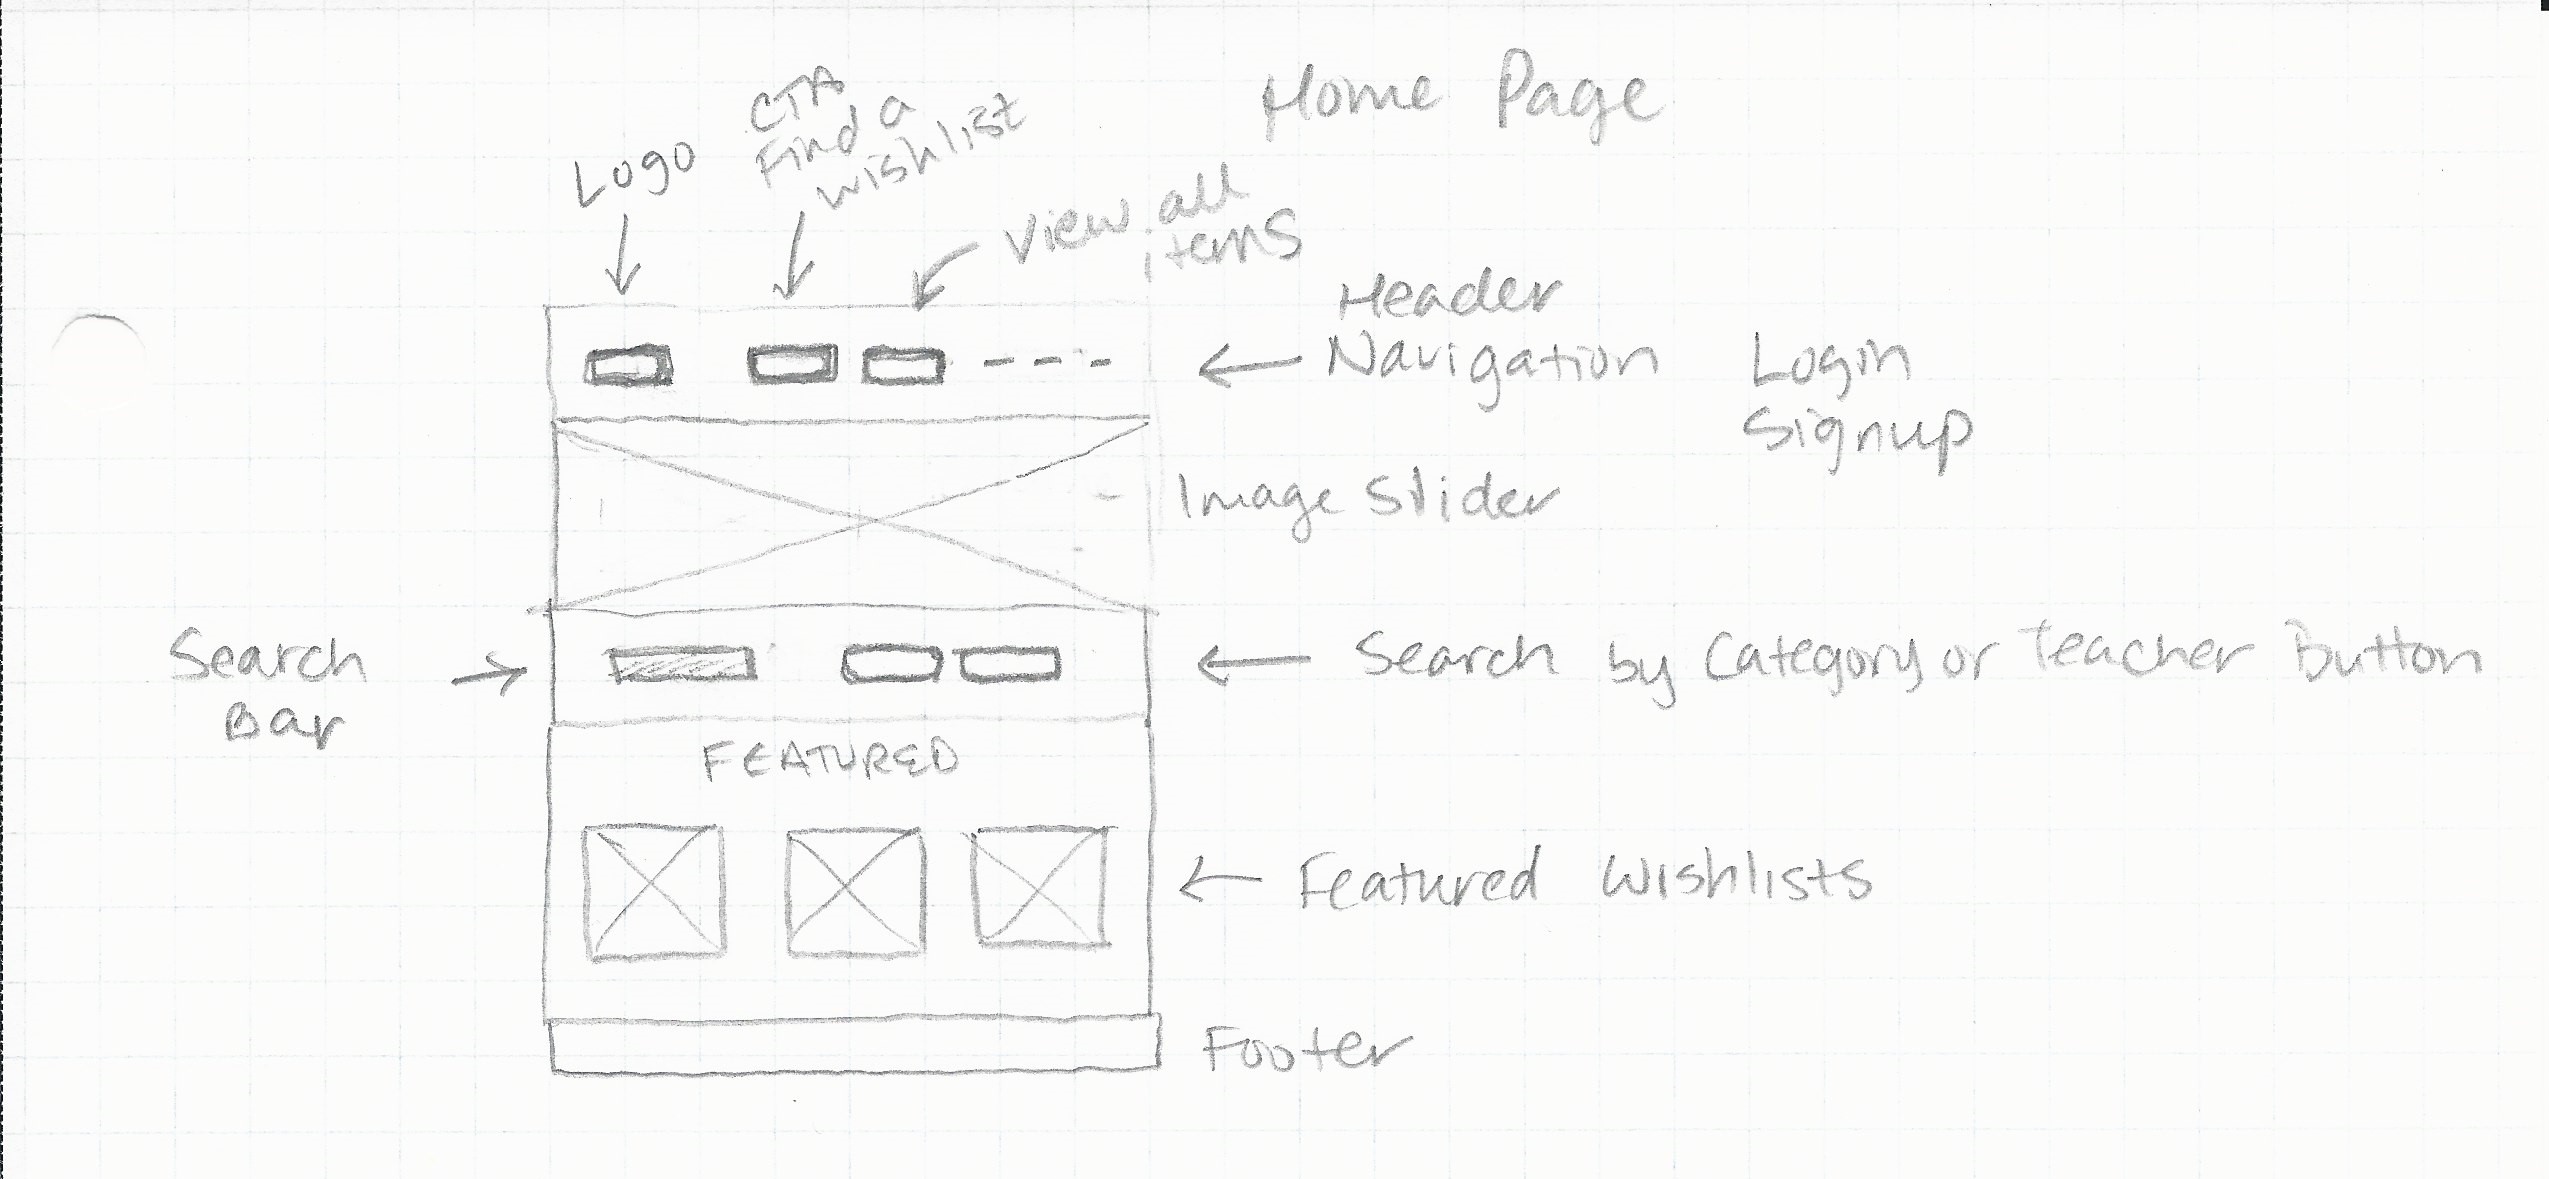 Home Page
Logo
CTA
Find a
wishlist
View all
items
Header
Navigation
Login
Signup
Image Slider
Search
Bar
Search by Category or Teacher Button
FEATURED
Featured Wishlists
Footer